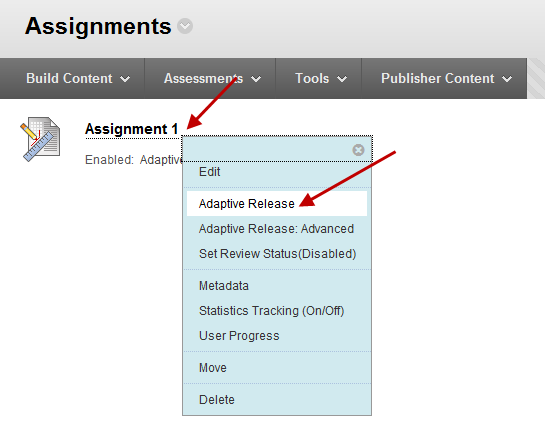 Assignments
Build Content Assessments Tools Publisher Content
Assignment 1
Enabled:
Edit
Adaptive Release
Adaptive Release: Advanced
Set Review Status(Disabled)
Metadata
Statistics Tracking (On/Off)
User Progress
Move
Delete